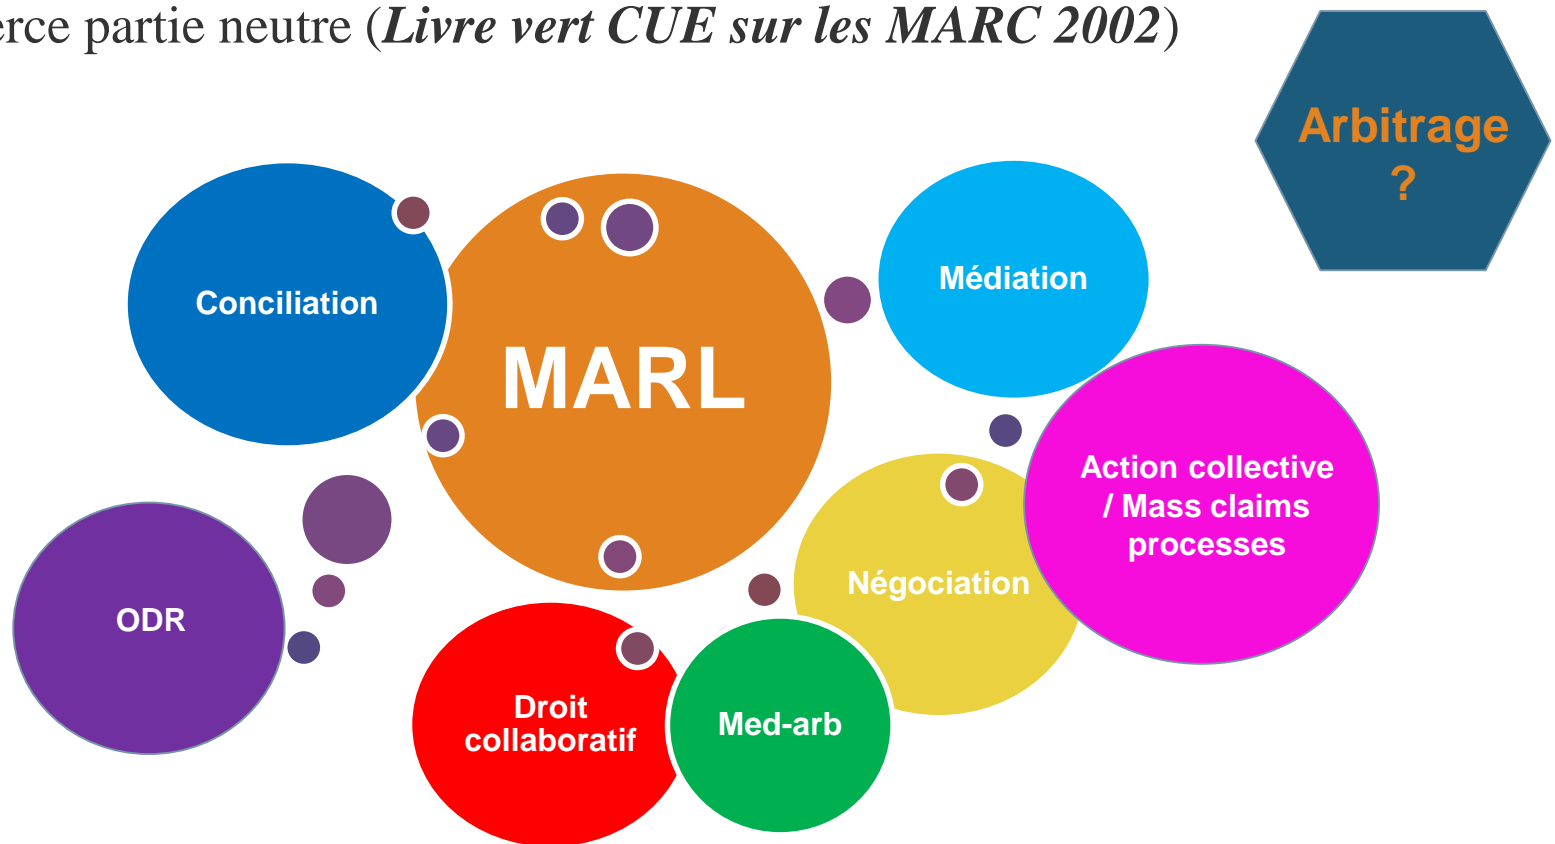 erce partie neutre (Livre vert CUE sur les MARC 2002)
Arbitrage
?
Conciliation
MARL
Médiation
Action collective
/ Mass claims
processes
Négociation
ODR
Droit
collaboratif
Med-arb